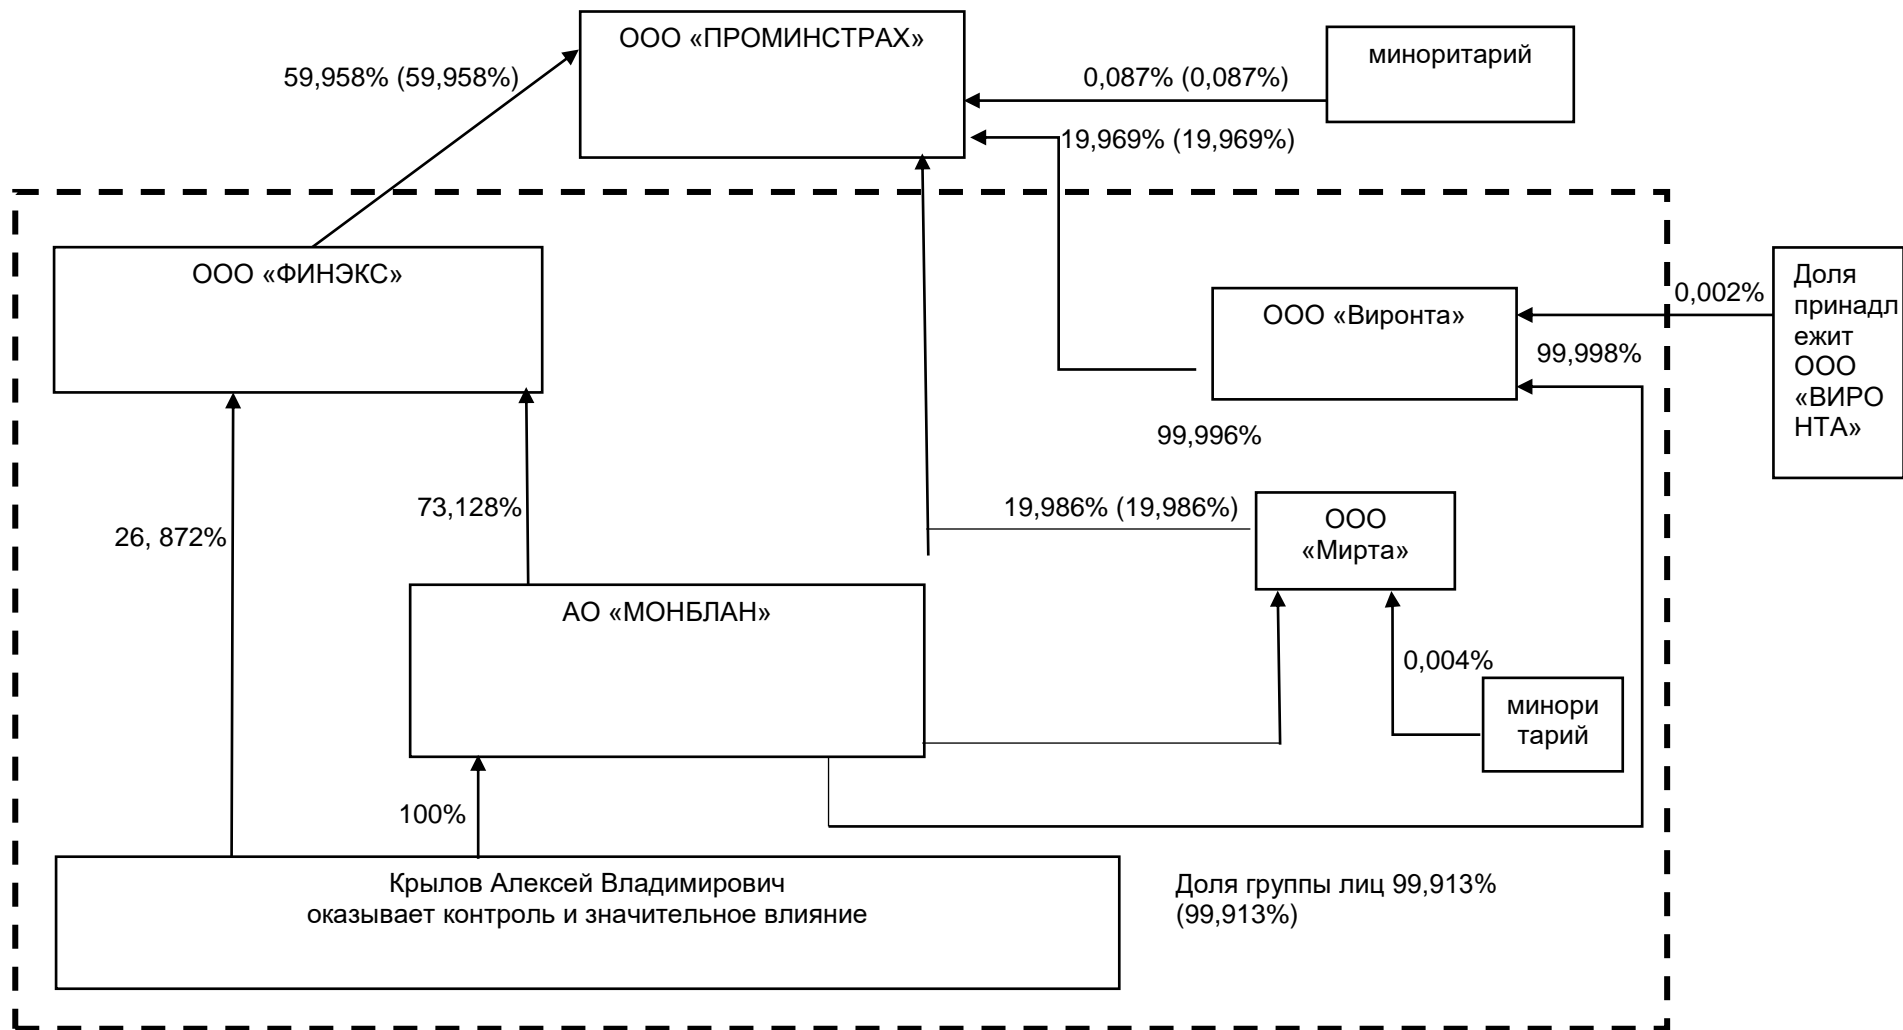 ООО «ПРОМИНСТРАХ»
миноритарий
59,958% (59,958%)
0,087% (0,087%)
19,969% (19,969%)
ООО «ФИНЭКС»
ООО «Виронта»
0,002%
Доля
принадл
ежит
ООО
«ВИРО
НТА»
99,998%
99,996%
26, 872%
73,128%
19,986% (19,986%)
ООО
«Мирта»
АО «МОНБЛАН»
0,004%
минори
тарий
100%
Крылов Алексей Владимирович
оказывает контроль и значительное влияние
Доля группы лиц 99,913%
(99,913%)